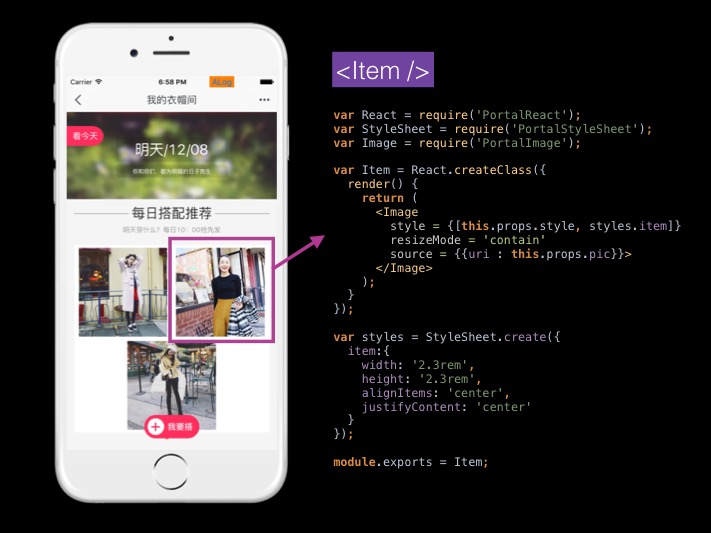 Carrier 6:58 PM ALog
我的衣帽间
看今天
明天/12/08
你和你们，都为明媚的日子而生
每日搭配推荐
明天穿什么？每日10：00抢先发
我要搭
<Item />
var React = require('PortalReact');
var StyleSheet = require('PortalStyleSheet');
var Image = require('PortalImage');
var Item = React.createClass({
render() {
return (
<Image
style = {[this.props.style, styles.item]}
resizeMode = 'contain'
source = {{uri : this.props.pic}}>
</Image>
);
}
});
var styles = StyleSheet.create({
item:{
width: '2.3rem',
height: '2.3rem',
alignItems: 'center',
justifyContent: 'center'
}
});
module.exports = Item;